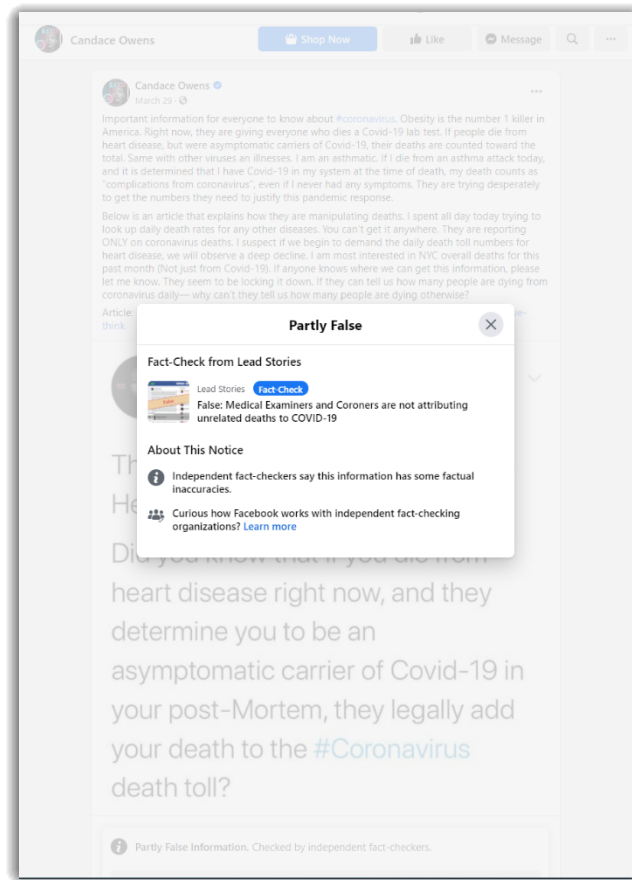 Candace Owens
Shop Now
Like
Message
Candace Owens
March 29 ·
Important information for everyone to know about #coronavirus. Obesity is the number 1 killer in
America. Right now, they are giving everyone who dies a Covid-19 lab test. If people die from
heart disease, but were asymptomatic carriers of Covid-19, their deaths are counted toward the
total. Same with other viruses an illnesses. I am an asthmatic. If I die from an asthma attack today,
and it is determined that I have Covid-19 in my system at the time of death, my death counts as
"complications from coronavirus", even if I never had any symptoms. They are trying desperately
to get the numbers they need to justify this pandemic response.
Below is an article that explains how they are manipulating deaths. I spent all day today trying to
look up daily death rates for any other diseases. You can't get it anywhere. They are reporting
ONLY on coronavirus deaths. I suspect if we begin to demand the daily death toll numbers for
heart disease, we will observe a deep decline. I am most interested in NYC overall deaths for this
past month (Not just from Covid-19). If anyone knows where we can get this information, please
let me know. They seem to be locking it down. If they can tell us how many people are dying from
coronavirus daily— why can't they tell us how many people are dying otherwise?
Article:
think
Partly False
Fact-Check from Lead Stories
Lead Stories Fact-Check
False: Medical Examiners and Coroners are not attributing
unrelated deaths to COVID-19
About This Notice
Independent fact-checkers say this information has some factual
inaccuracies.
Curious how Facebook works with independent fact-checking
organizations? Learn more
Did you know that if you die from
heart disease right now, and they
determine you to be an
asymptomatic carrier of Covid-19 in
your post-Mortem, they legally add
your death to the #Coronavirus
death toll?
Partly False Information. Checked by independent fact-checkers.